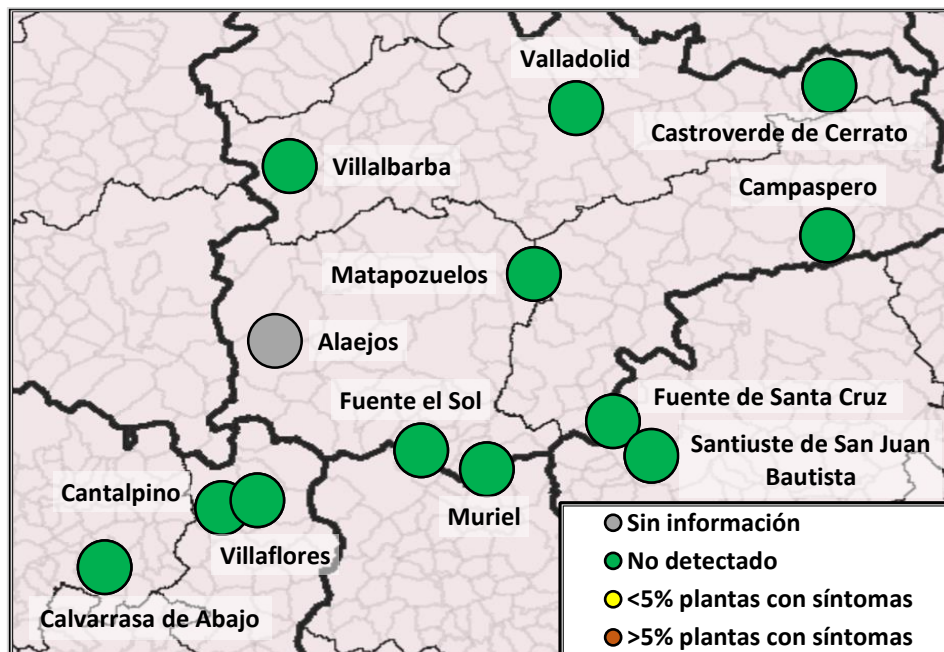 Valladolid
Castroverde de Cerrato
Villalbarba
Campaspero
Matapozuelos
Alaejos
Fuente el Sol
Fuente de Santa Cruz
Santiuste de San Juan
Bautista
Cantalpino
Muriel
Villaflores
Calvarrasa de Abajo
Sin información
No detectado
<5% plantas con síntomas
>5% plantas con síntomas